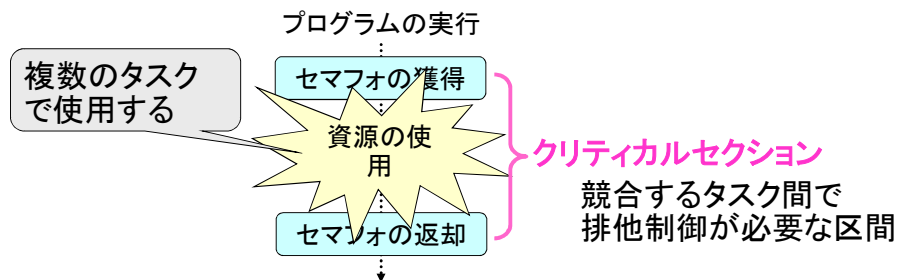 プログラムの実行
複数のタスク
で使用する
セマフォの獲得
資源の使
用
クリティカルセクション
競合するタスク間で
排他制御が必要な区間
セマフォの返却